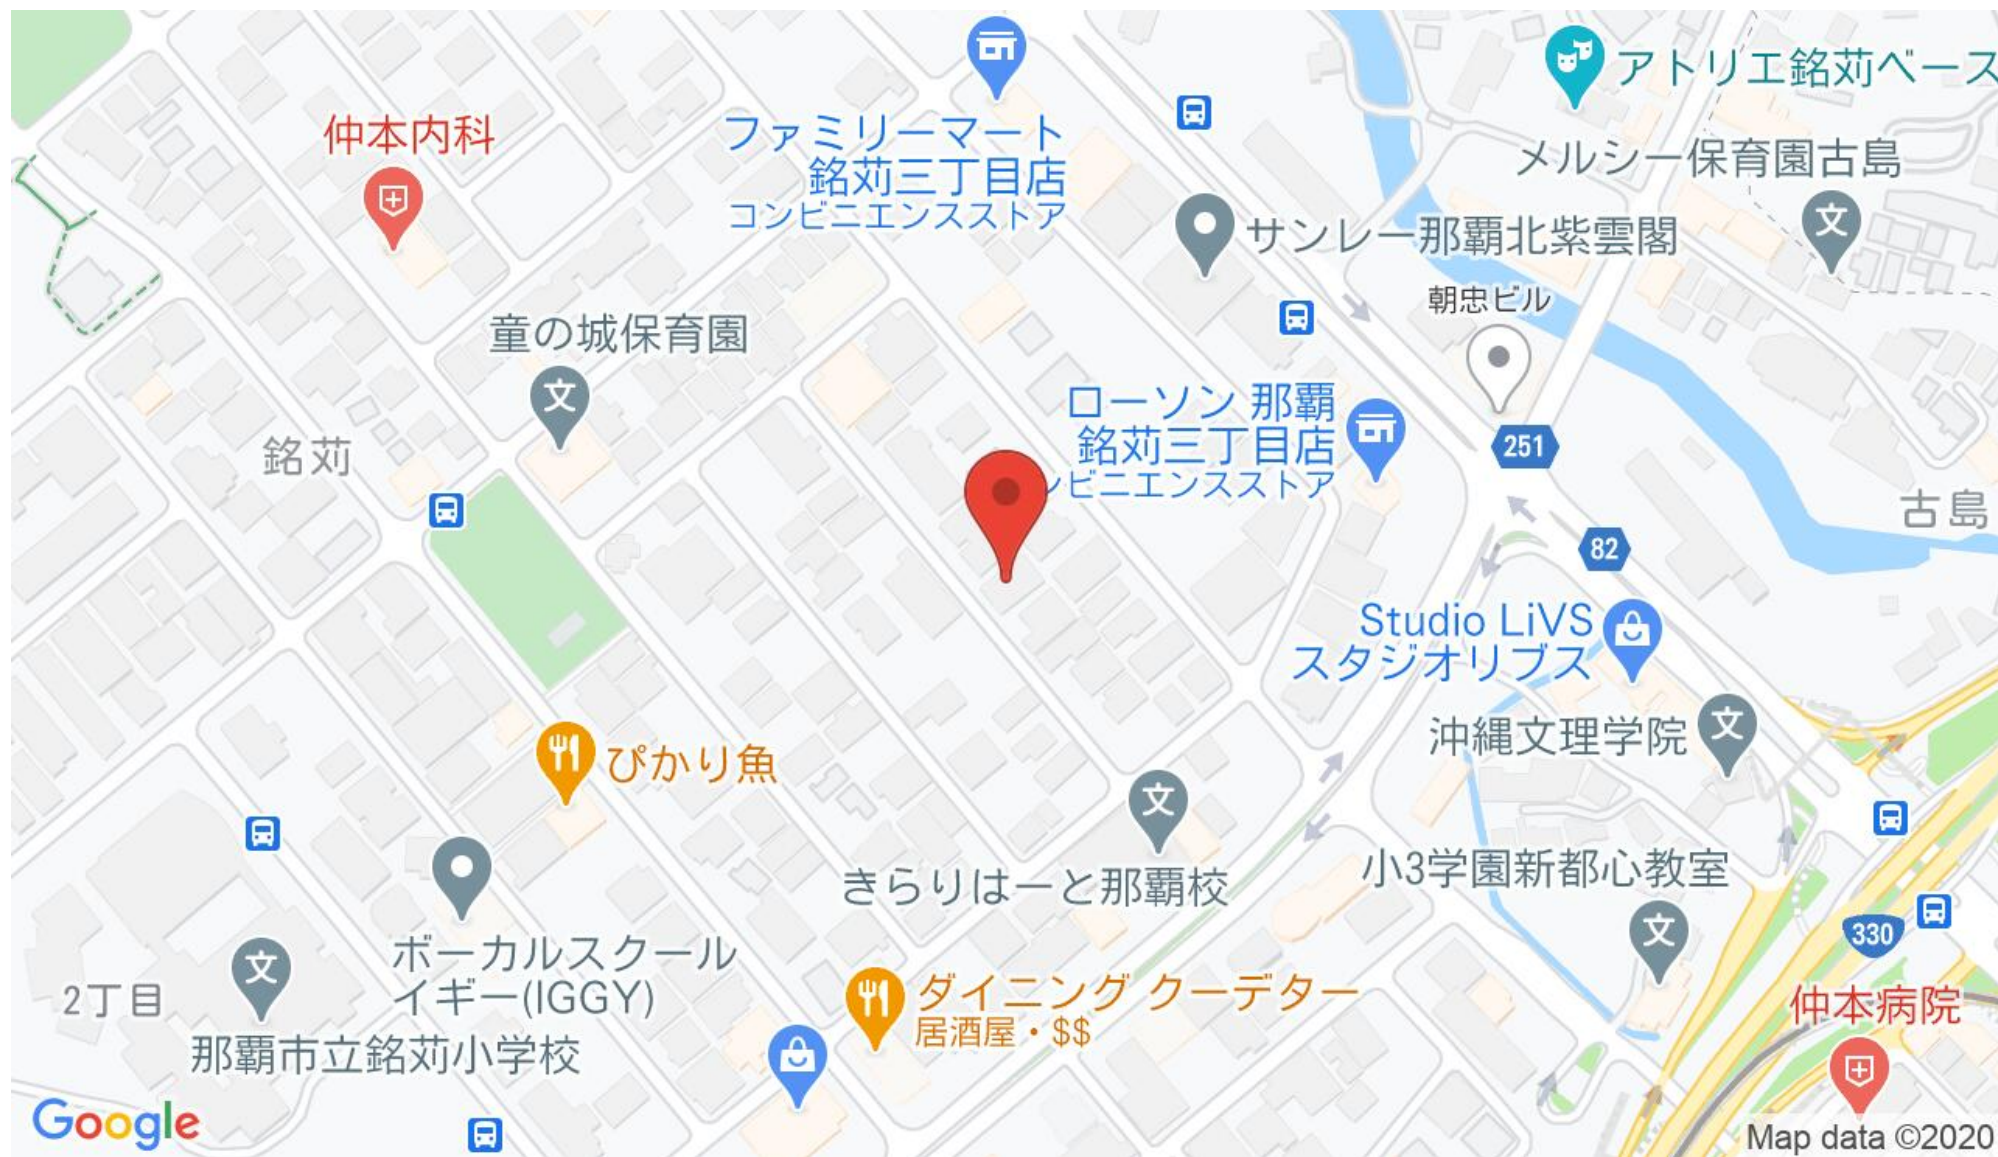 アトリエ銘苅ベース
仲本内科
ファミリーマート
銘苅三丁目店
コンビニエンスストア
メルシー保育園古島
文
サンレー那覇北紫雲閣
朝忠ビル
童の城保育園
文
ローソン 那覇
銘苅三丁目店
ンビニエンスストア
251
銘苅
古島
82
Studio LiVS
スタジオリブス
沖縄文理学院
文
ぴかり魚
文
きらりはーと那覇校
小3学園新都心教室
文
330
ボーカルスクール
イギー(IGGY)
2丁目
文
那覇市立銘苅小学校
ダイニング クーデター
居酒屋・$$
仲本病院
Google
Map data ©2020